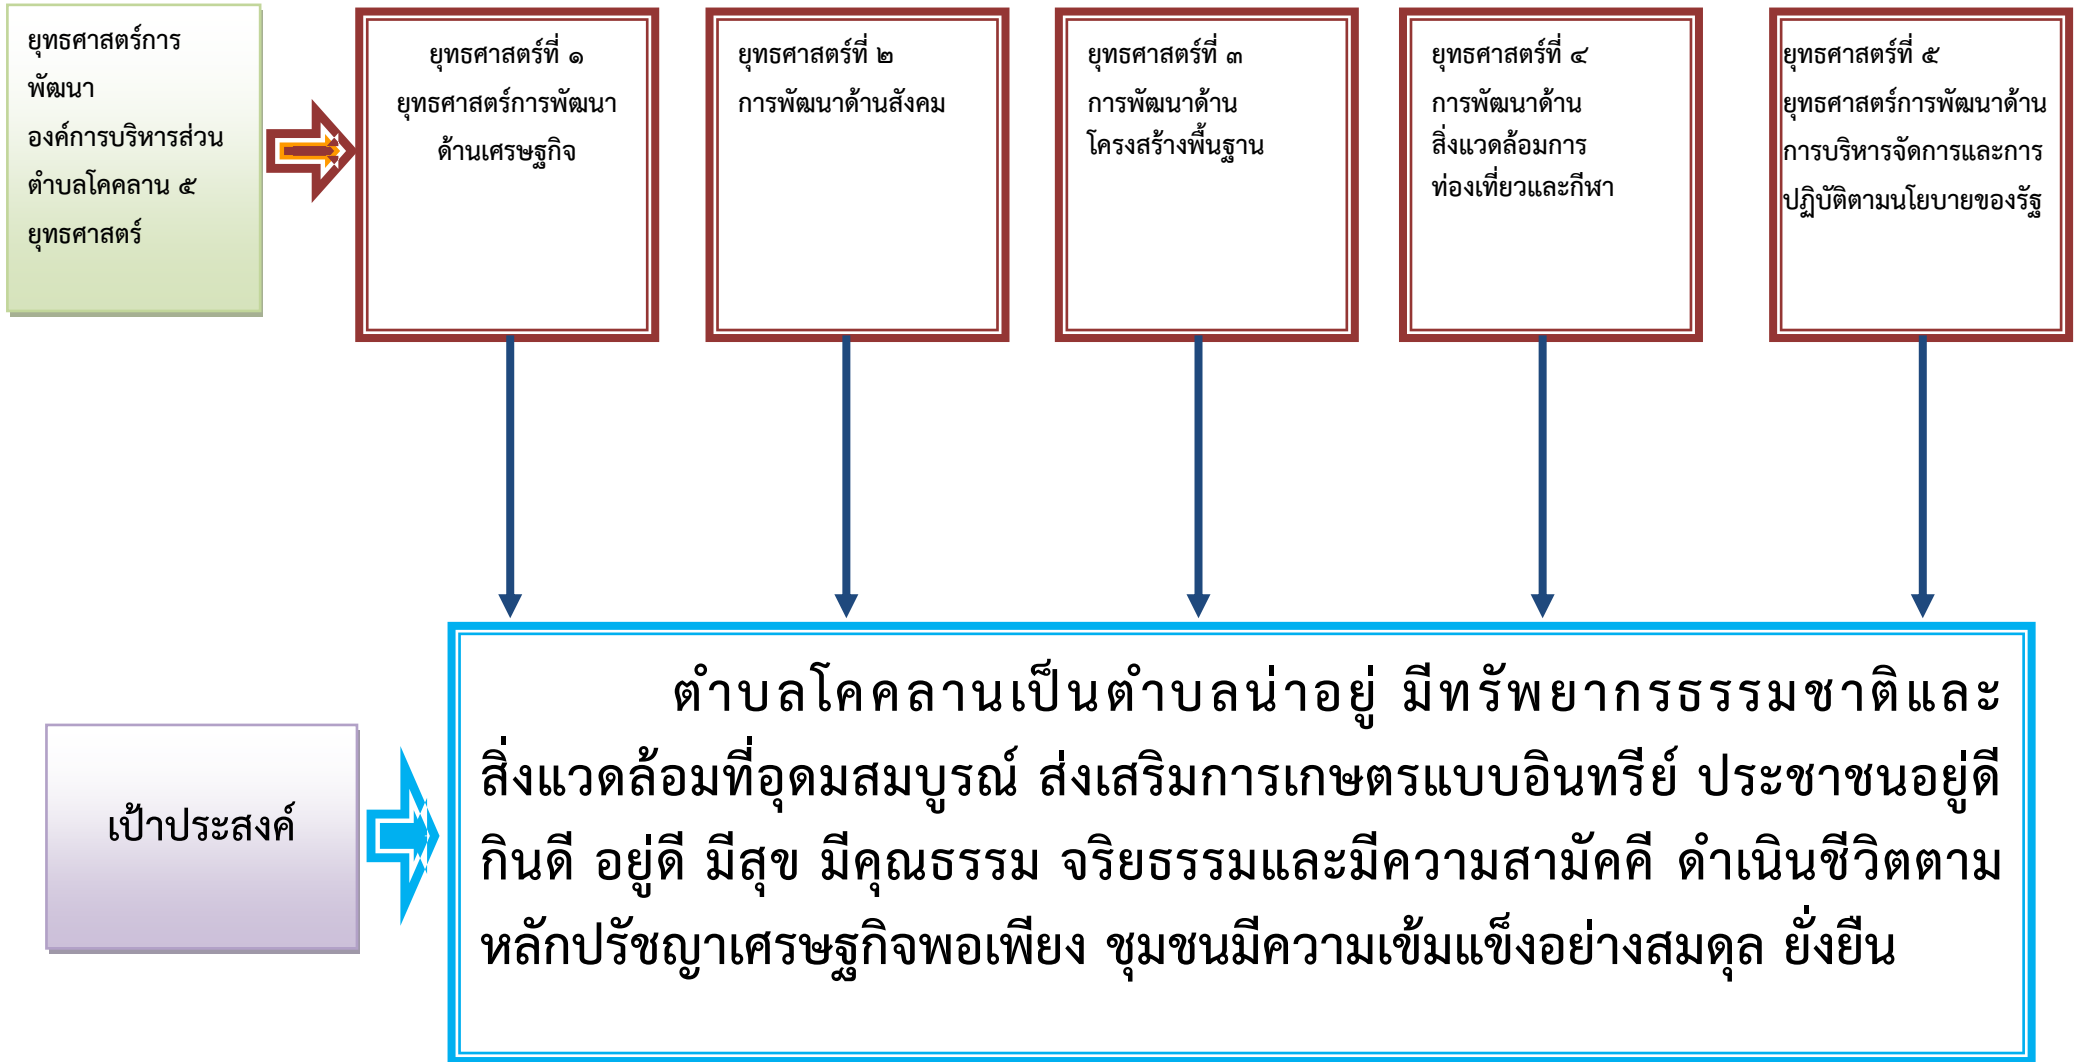 ยุทธศาสตร์การ
พัฒนา
องค์การบริหารส่วน
ตำบลโคคลาน ๕
ยุทธศาสตร์
ยุทธศาสตร์ที่ ๑
ยุทธศาสตร์การพัฒนา
ด้านเศรษฐกิจ
ยุทธศาสตร์ที่ ๒
การพัฒนาด้านสังคม
ยุทธศาสตร์ที่ ๓
การพัฒนาด้าน
โครงสร้างพื้นฐาน
ยุทธศาสตร์ที่ ๔
การพัฒนาด้าน
สิ่งแวดล้อมการ
ท่องเที่ยวและกีฬา
ยุทธศาสตร์ที่ ๕
ยุทธศาสตร์การพัฒนาด้าน
การบริหารจัดการและการ
ปฏิบัติตามนโยบายของรัฐ
เป้าประสงค์
ตำบลโคคลานเป็นตำบลน่าอยู่ มีทรัพยากรธรรมชาติและ
สิ่งแวดล้อมที่อุดมสมบูรณ์ ส่งเสริมการเกษตรแบบอินทรีย์ ประชาชนอยู่ดี
กินดี อยู่ดี มีสุข มีคุณธรรม จริยธรรมและมีความสามัคคี ดำเนินชีวิตตาม
หลักปรัชญาเศรษฐกิจพอเพียง ชุมชนมีความเข้มแข็งอย่างสมดุล ยั่งยืน